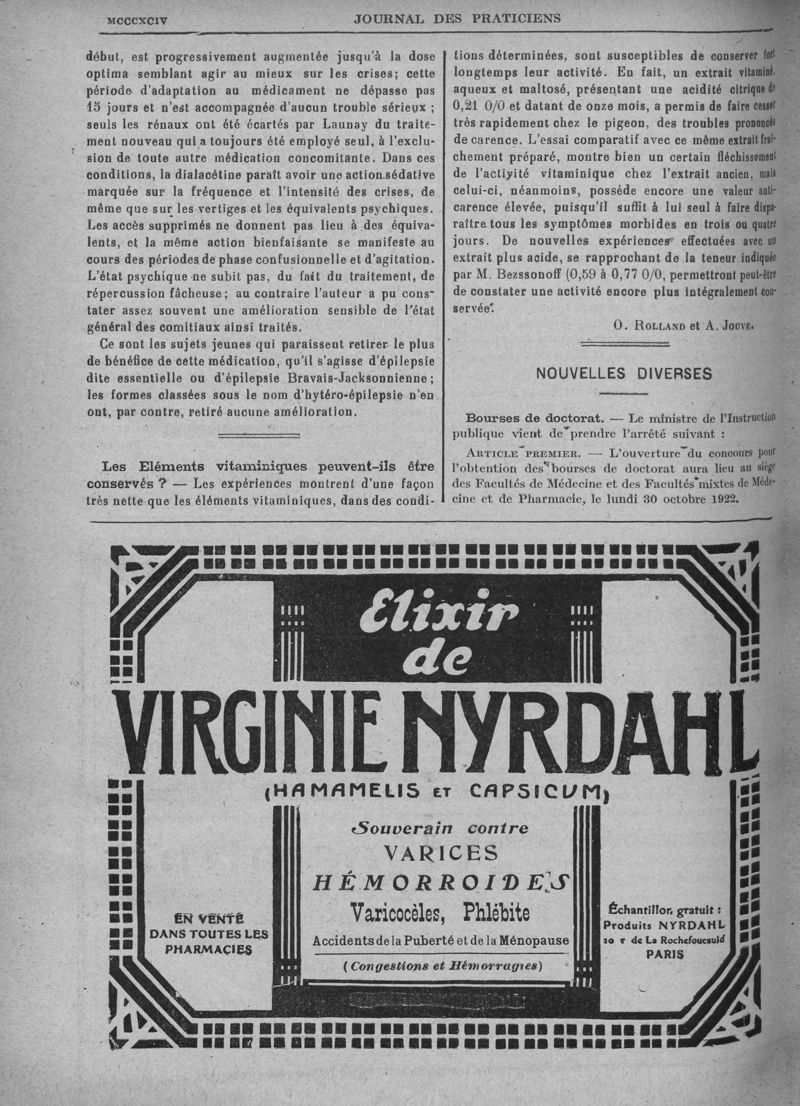 MCCCXCIV
JOURNAL DES PRATICIENS
début, est progressivement augmentée jusqu'à la dose
optima semblant agir au mieux sur les crises; cette
période d'adaptation au médicament ne dépasse pas
15 jours et n'est accompagnée d'aucun trouble sérieux ;
seuls les rénaux ont été écartés par Launay du traite-
ment nouveau qui a toujours été employé seul, à l'exclu-
sion de toute autre médication concomitante. Dans ces
conditions, la dialacétine paraît avoir une action sédative
marquée sur la fréquence et l'intensité des crises, de
même que sur les vertiges et les équivalents psychiques.
Les accès supprimés ne donnent pas lieu à des équiva-
lents, et la même action bienfaisante se manifeste au
cours des périodes de phase confusionnelle et d'agitation.
L'état psychique ne subit pas, du fait du traitement, de
répercussion fâcheuse ; au contraire l'auteur a pu cons-
tater assez souvent une amélioration sensible de l'état
général des comitiaux ainsi traités.
Ce sont les sujets jeunes qui paraissent retirer le plus
de bénéfice de cette médication, qu'il s'agisse d'épilepsie
dite essentielle ou d'épilepsie Bravais-Jacksonnienne ;
les formes classées sous le nom d'hytéro-épilepsie n'en
ont, par contre, retiré aucune amélioration.
Les Eléments vitaminiques peuvent-ils être
conservés ? — Les expériences montrent d'une façon
très nette que les éléments vitaminiques, dans des condi-
tions déterminées, sont susceptibles de conserver fort
longtemps leur activité. En fait, un extrait vitaminé,
aqueux et maltosé, présentant une acidité citrique de
0,21 0/0 et datant de onze mois, a permis de faire cesser
très rapidement chez le pigeon, des troubles prononcés
de carence. L'essai comparatif avec ce même extrait fraî-
chement préparé, montre bien un certain fléchissement
de l'activité vitaminique chez l'extrait ancien, mais
celui-ci, néanmoins, possède encore une valeur anti-
carence élevée, puisqu'il suffit à lui seul à faire dispa-
raître tous les symptômes morbides en trois ou quatre
jours. De nouvelles expériences effectuées avec un
extrait plus acide, se rapprochant de la teneur indiquée
par M. Bezssonoff (0,59 à 0,77 0/0, permettront peut-être
de constater une activité encore plus intégralement con-
servée.
O. ROLLAND et A. JOUVE.
NOUVELLES DIVERSES
Bourses de doctorat. — Le ministre de l'Instruction
publique vient de prendre l'arrêté suivant :
ARTICLE PREMIER. — L'ouverture du concours pour
l'obtention des bourses de doctorat aura lieu au siège
des Facultés de Médecine et des Facultés mixtes de Méde-
cine et de Pharmacie, le lundi 30 octobre 1922.
Elixir
de
VIRGINIE NYRDAHL
(HAMAMELIS ET CAPSICUM)
Souverain contre
VARICES
HÉMORROIDES
Varicocèles, Phlébite
Accidents de la Puberté et de la Ménopause
(Congestions et Hémorragies)
EN VENTE
DANS TOUTES LES
PHARMACIES
Échantillon gratuit :
Produits NYRDAHL
20 r de La Rochefoucauld
PARIS